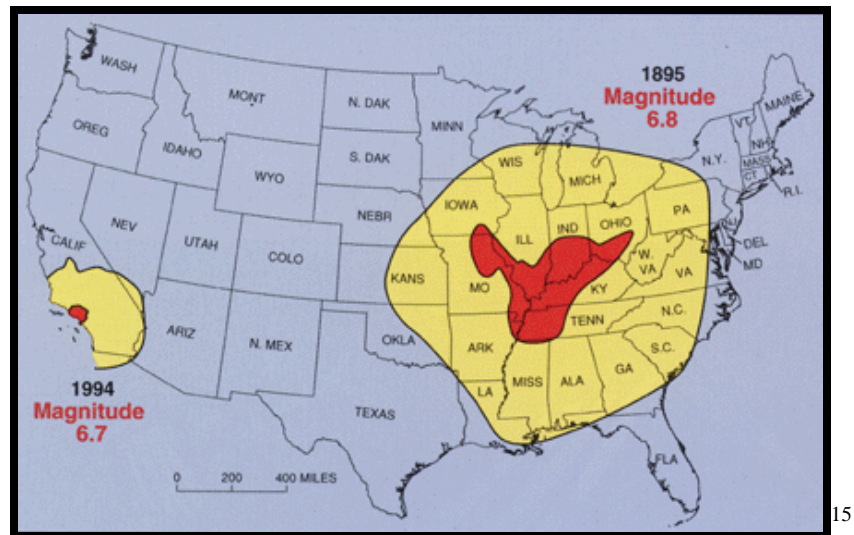 WASH
MONT
N. DAK
MINN
1895
Magnitude
6.8
MAINE
VT.
NH
OREG
IDAHO
S. DAK
WIS
MICH
N.Y.
MASS
CT.
R.I.
WYO
NEBR
IOWA
PA
NJ
NEV
UTAH
COLO
ILL
IND
OHIO
DEL
MD
CALIF
KANS
MO
W.
VA
VA
KY
ARIZ
N. MEX
OKLA
ARK
TENN
N.C.
S.C.
LA
MISS
ALA
GA
1994
Magnitude
6.7
TEXAS
FLA
0 200 400 MILES
15